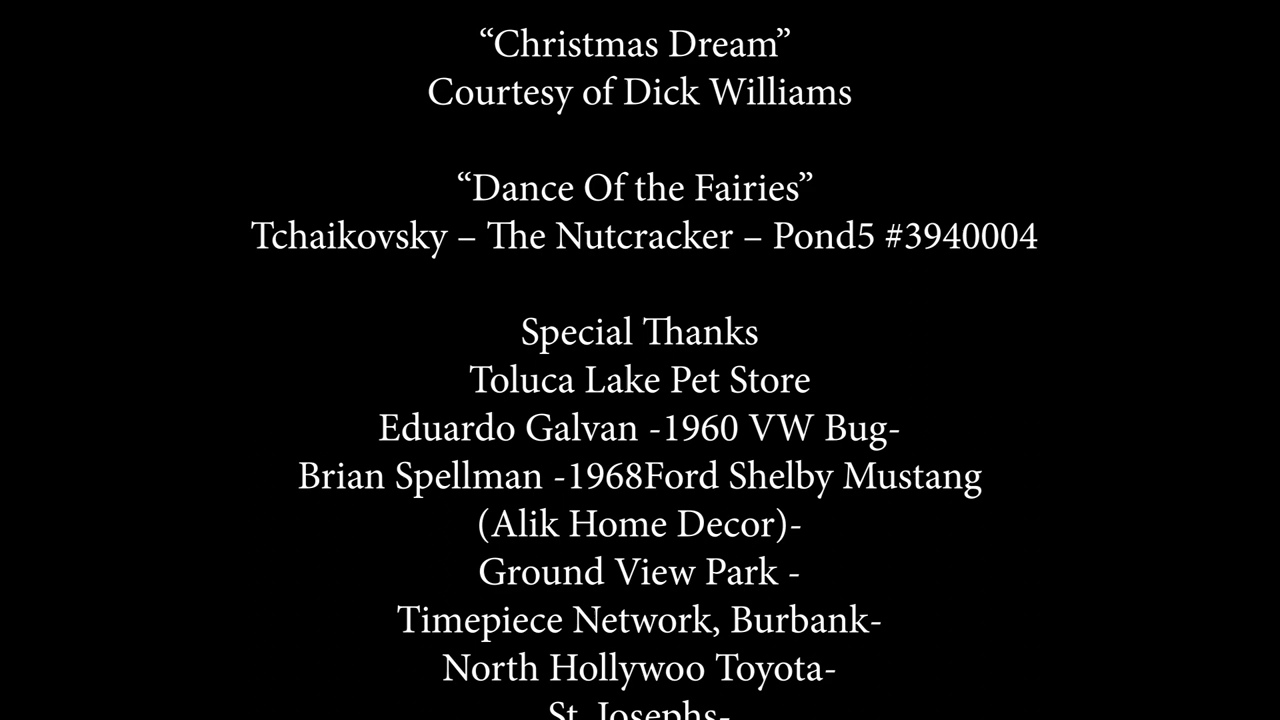 “Christmas Dream”
Courtesy of Dick Williams
“Dance Of the Fairies”
Tchaikovsky – The Nutcracker – Pond5 #3940004
Special Thanks
Toluca Lake Pet Store
Eduardo Galvan -1960 VW Bug-
Brian Spellman -1968Ford Shelby Mustang
(Alik Home Decor)-
Ground View Park -
Timepiece Network, Burbank-
North Hollywoo Toyota-
St. Josephs-